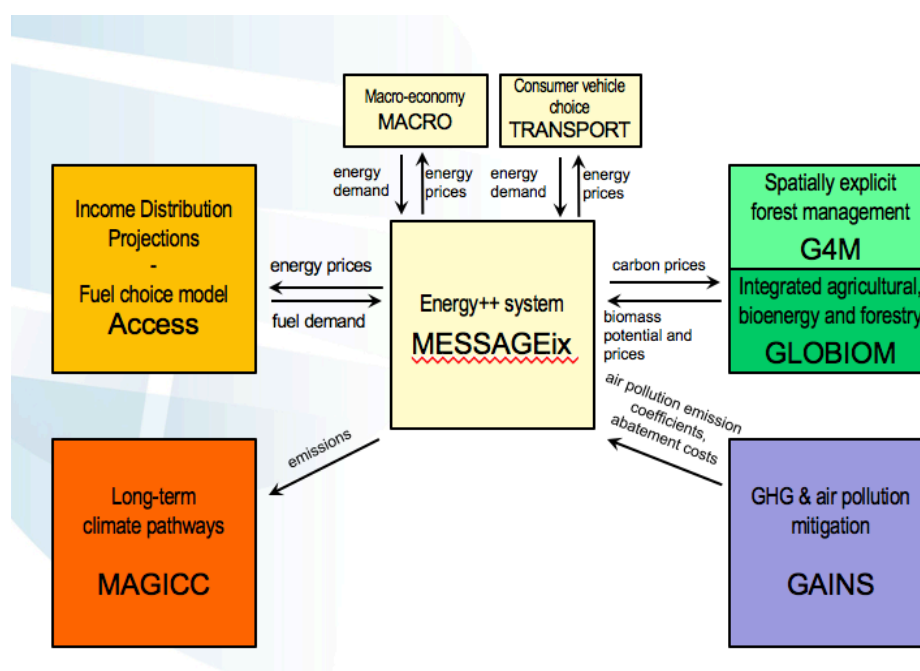 Macro-economy
MACRO
Consumer vehicle
choice
TRANSPORT
energy
demand
energy
prices
energy
demand
energy
prices
Income Distribution
Projections
-
Fuel choice model
Access
energy prices
fuel demand
Energy++ system
MESSAGEix
carbon prices
biomass
potential and
prices
Spatially explicit
forest management
G4M
Integrated agricultural,
bioenergy and forestry
GLOBIOM
air pollution emission
coefficients,
abatement costs
emissions
Long-term
climate pathways
MAGICC
GHG & air pollution
mitigation
GAINS